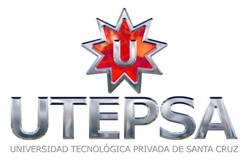 U
UTEPSA
UNIVERSIDAD TECNOLÓGICA PRIVADA DE SANTA CRUZ